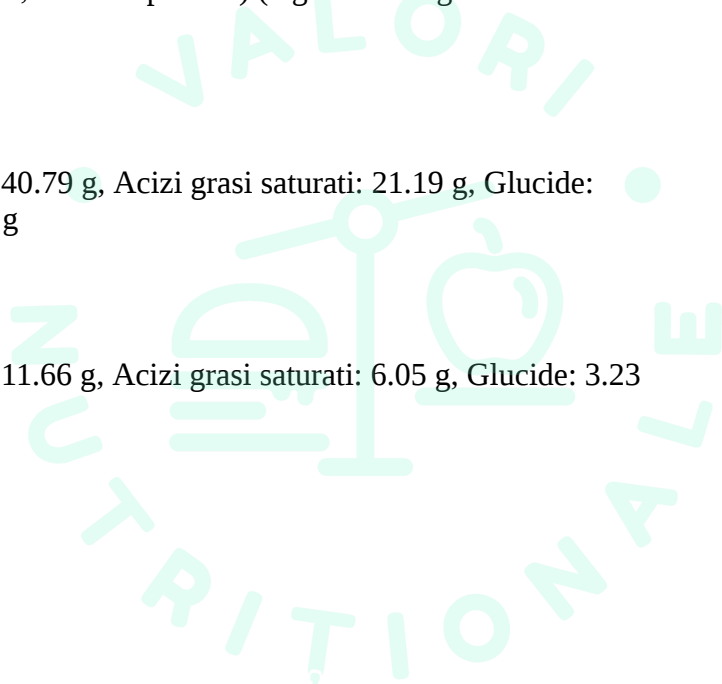 VALORI
40.79 g, Acizi grasi saturati: 21.19 g, Glucide:
g
11.66 g, Acizi grasi saturati: 6.05 g, Glucide: 3.23
NUTRIȚIONALE